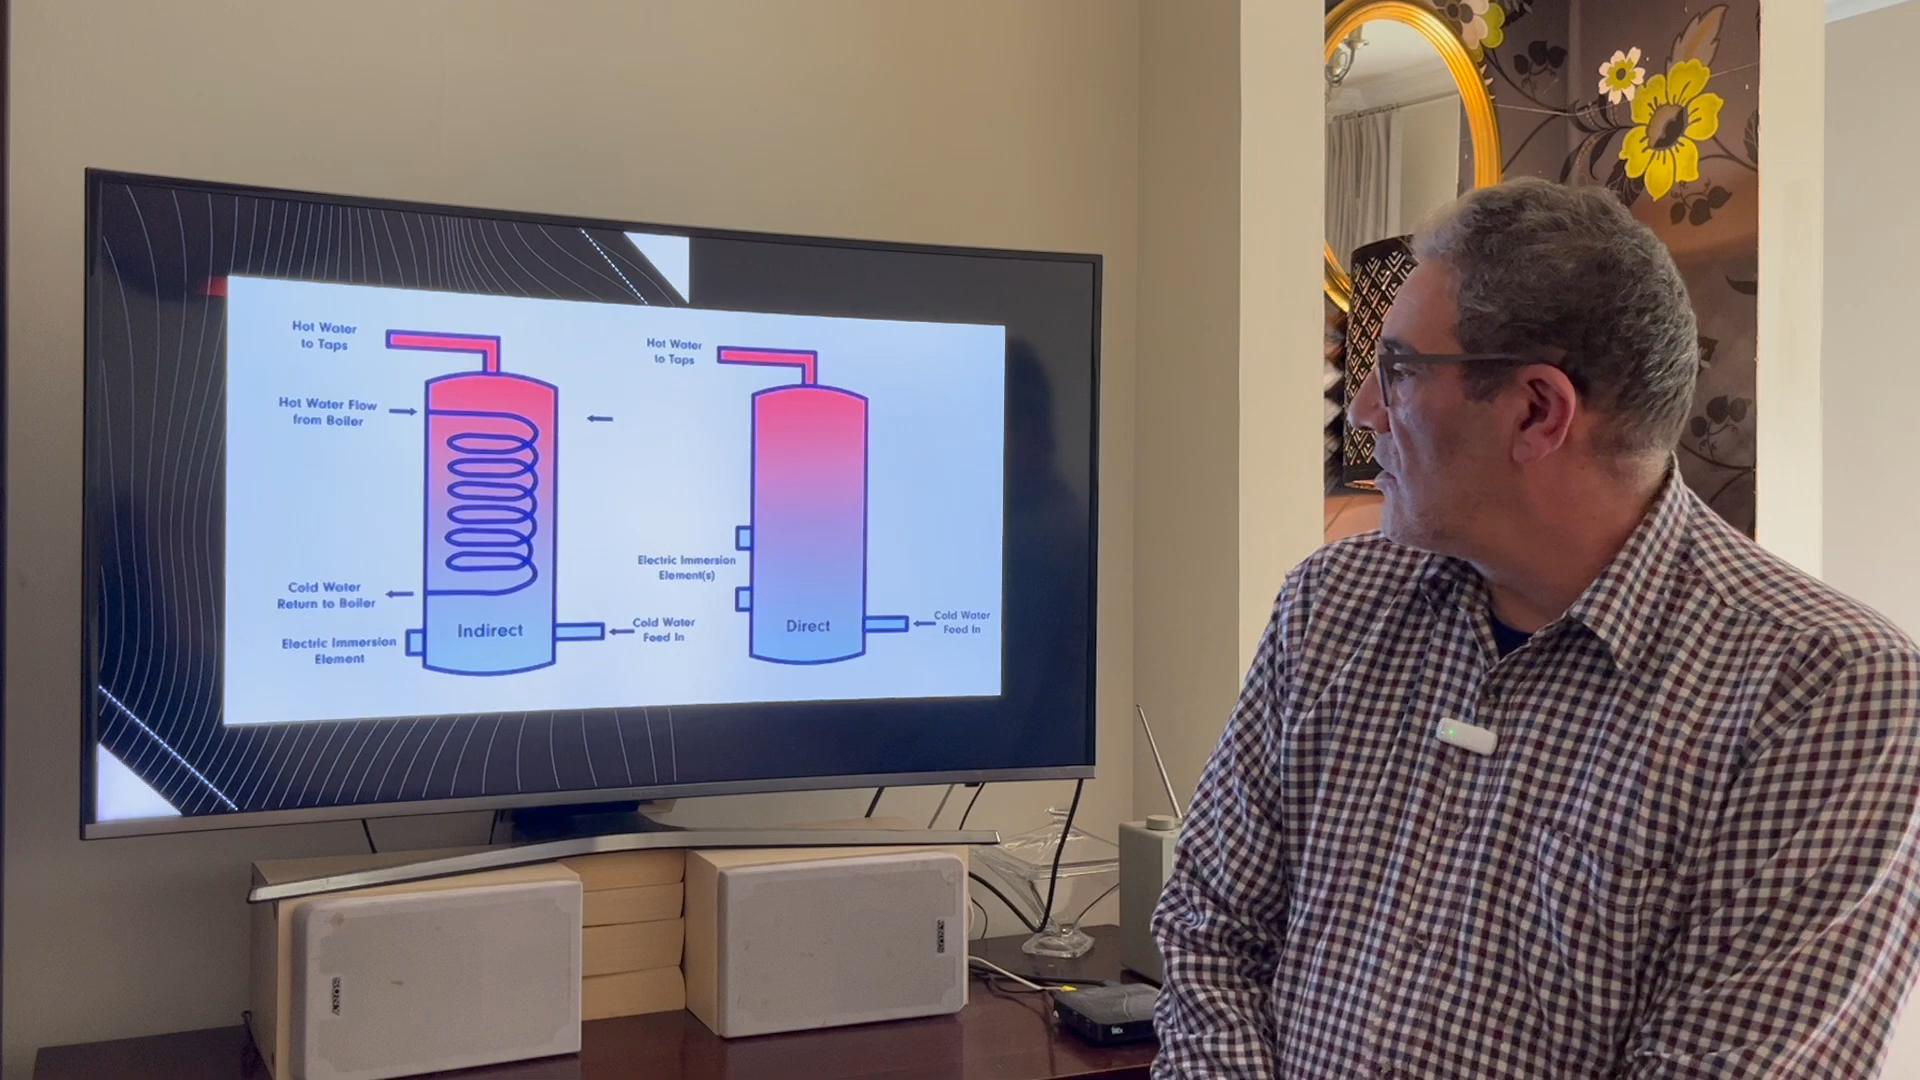 Hot Water
to Taps
Hot Water Flow
from Boiler
Cold Water
Return to Boiler
Electric Immersion
Element
Indirect
Cold Water
Feed In
Hot Water
to Taps
Electric Immersion
Element(s)
Direct
Cold Water
Feed In
SONY
SONY